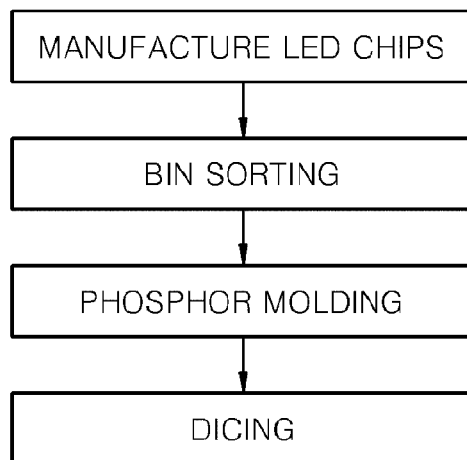 MANUFACTURE LED CHIPS
BIN SORTING
PHOSPHOR MOLDING
DICING